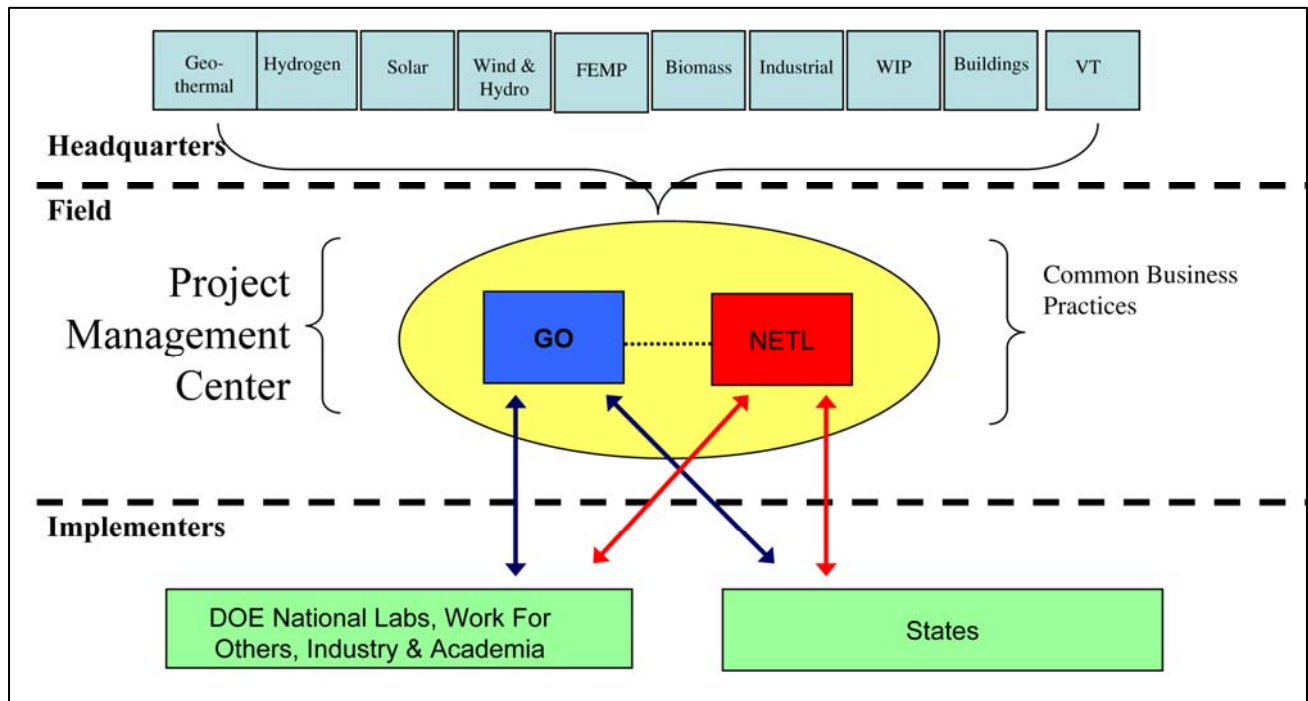 Geo-
thermal
Hydrogen
Solar
Wind &
Hydro
FEMP
Biomass
Industrial
WIP
Buildings
VT
Headquarters
Field
Project
Management
Center
GO
NETL
Common Business
Practices
Implementers
DOE National Labs, Work For
Others, Industry & Academia
States